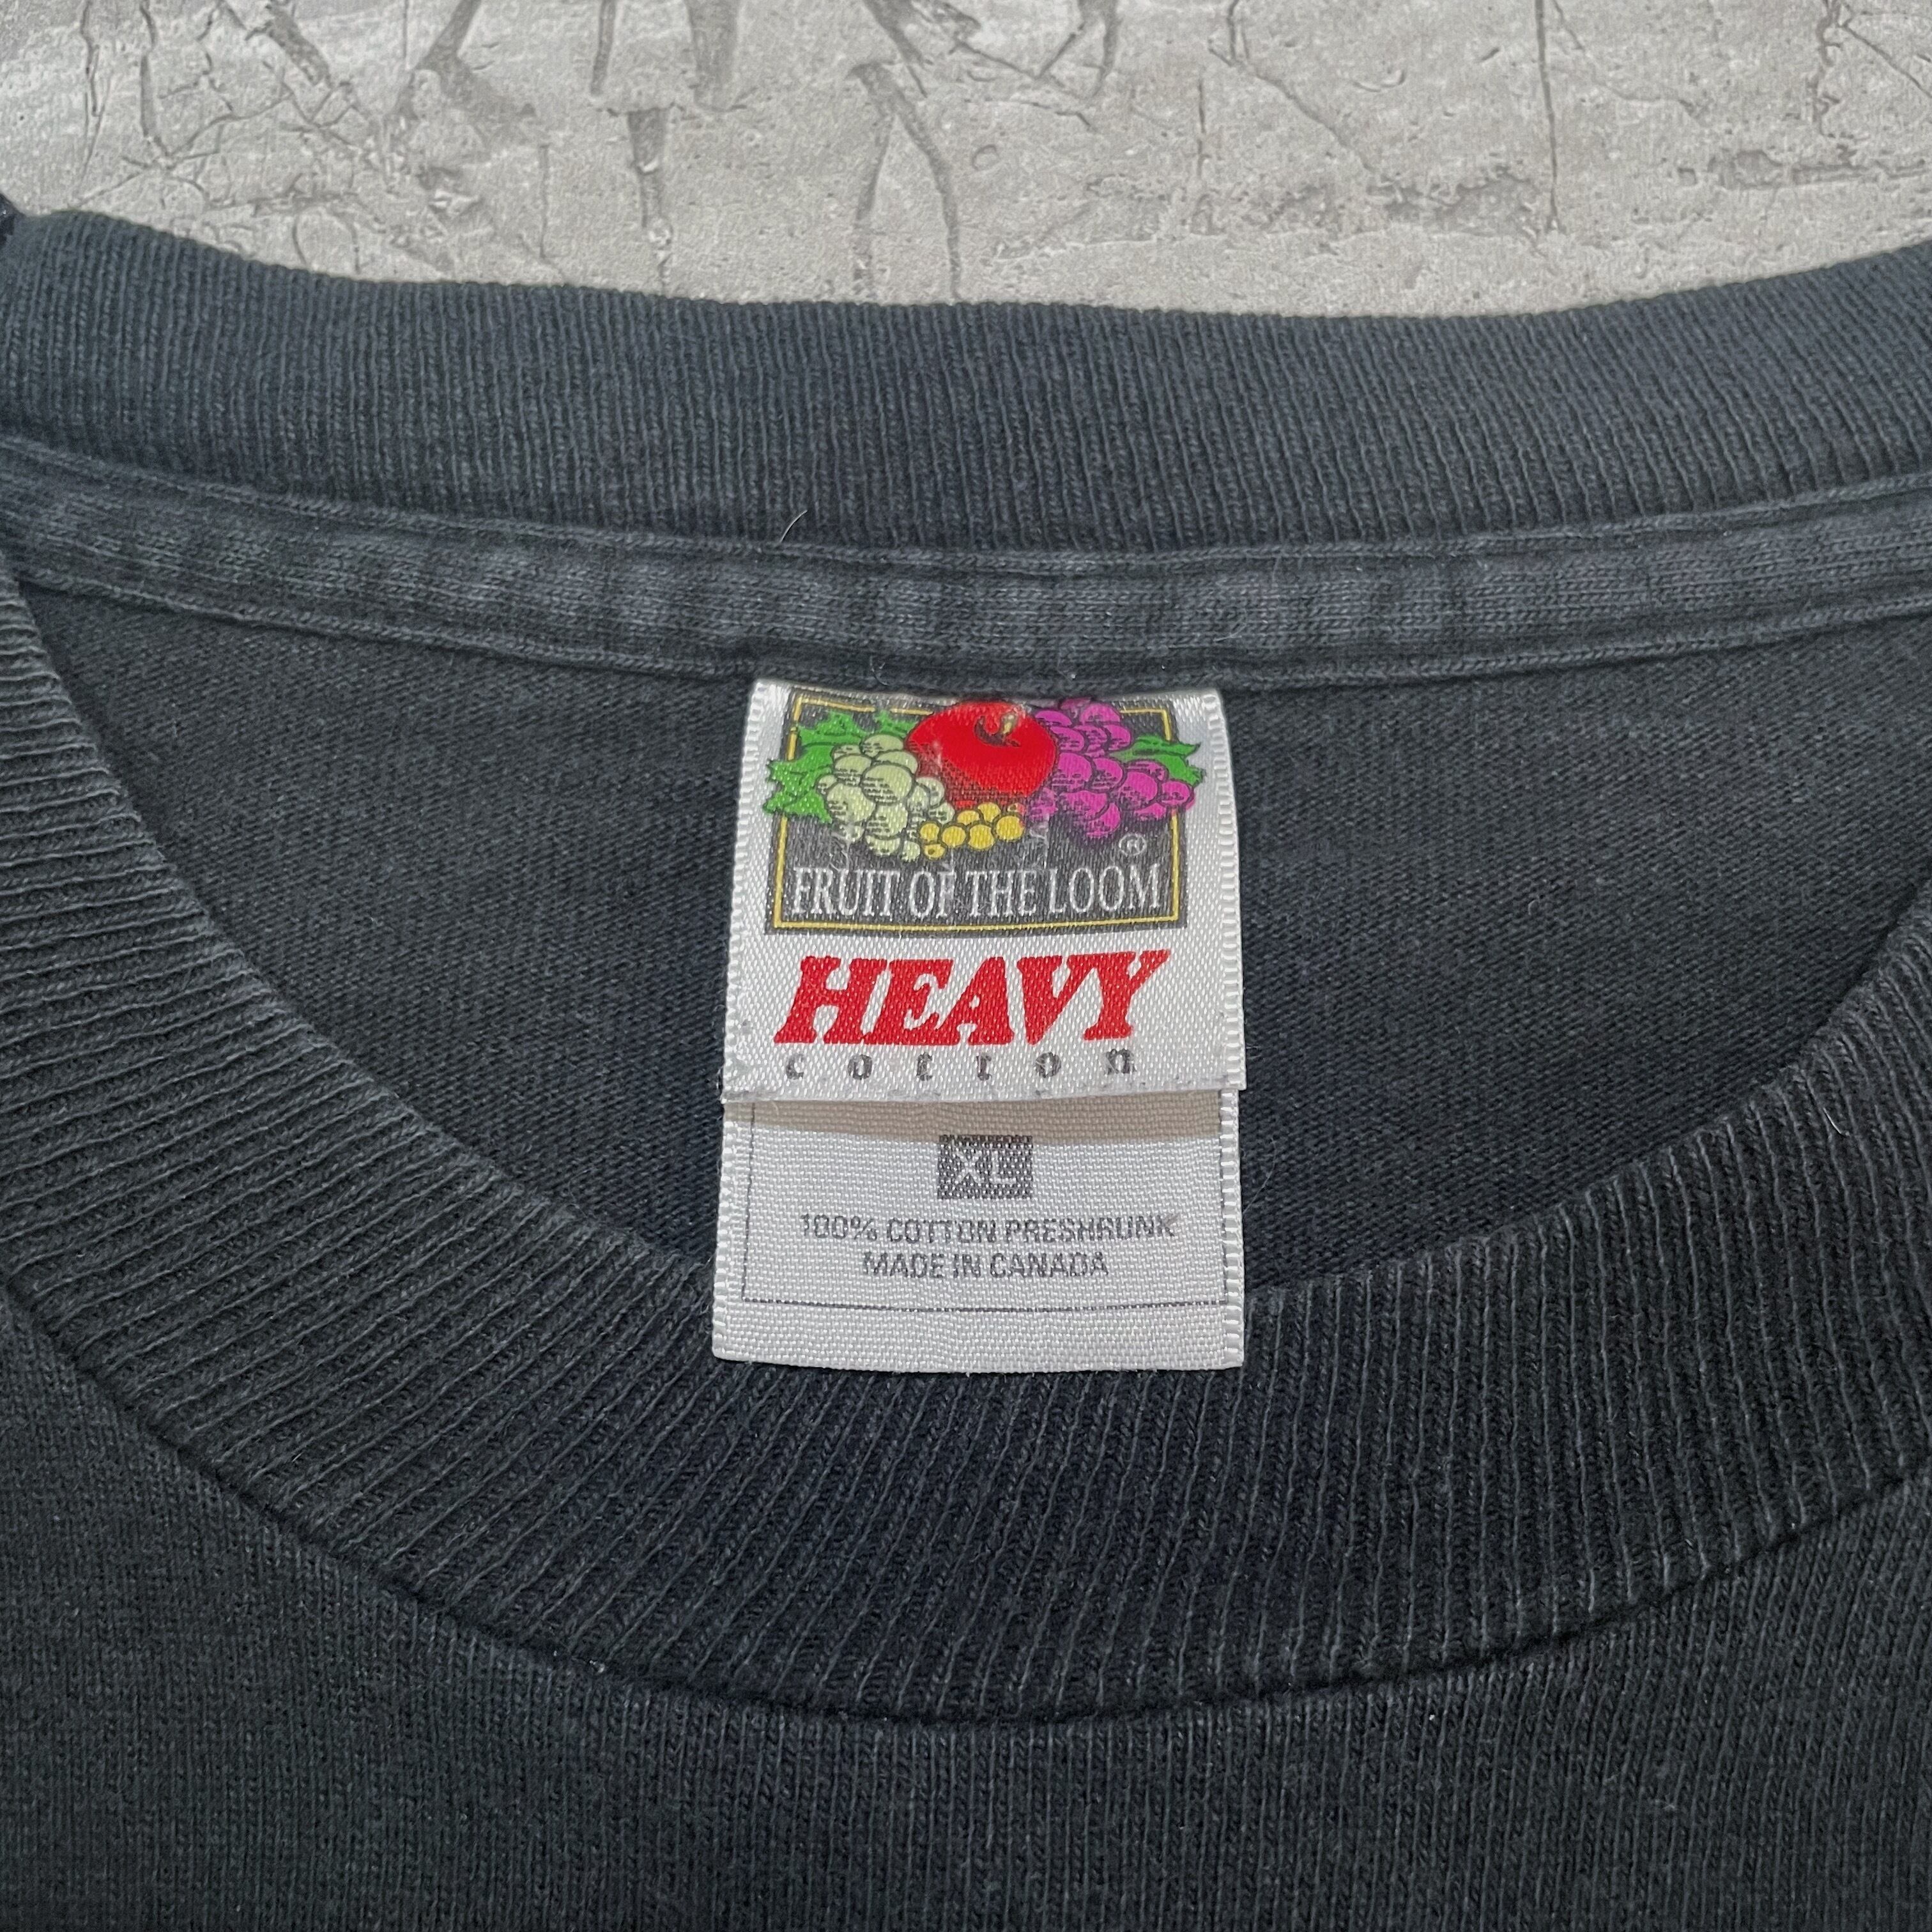 ®
FRUIT OF THE LOOM
HEAVY
cotton
XL
100% COTTON PRESHRUNK
MADE IN CANADA